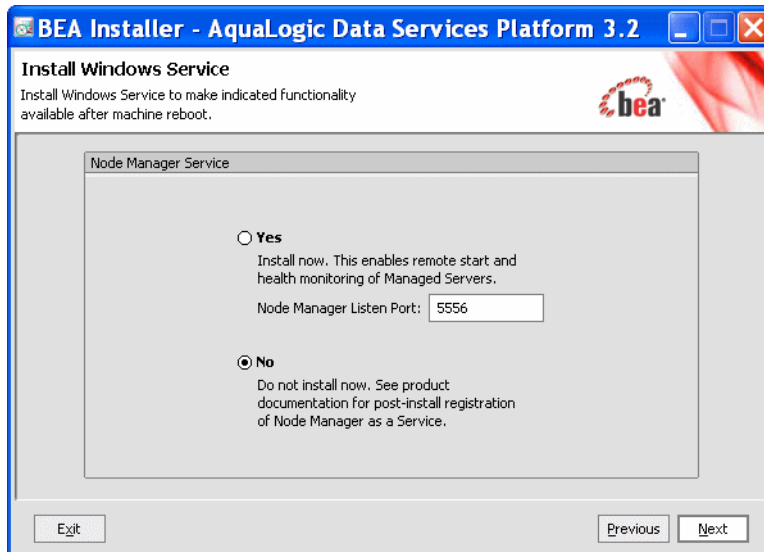 BEA Installer - AquaLogic Data Services Platform 3.2
Install Windows Service
Install Windows Service to make indicated functionality
available after machine reboot.
bea
Node Manager Service
Yes
Install now. This enables remote start and
health monitoring of Managed Servers.
Node Manager Listen Port: 5556
No
Do not install now. See product
documentation for post-install registration
of Node Manager as a Service.
Exit
Previous
Next